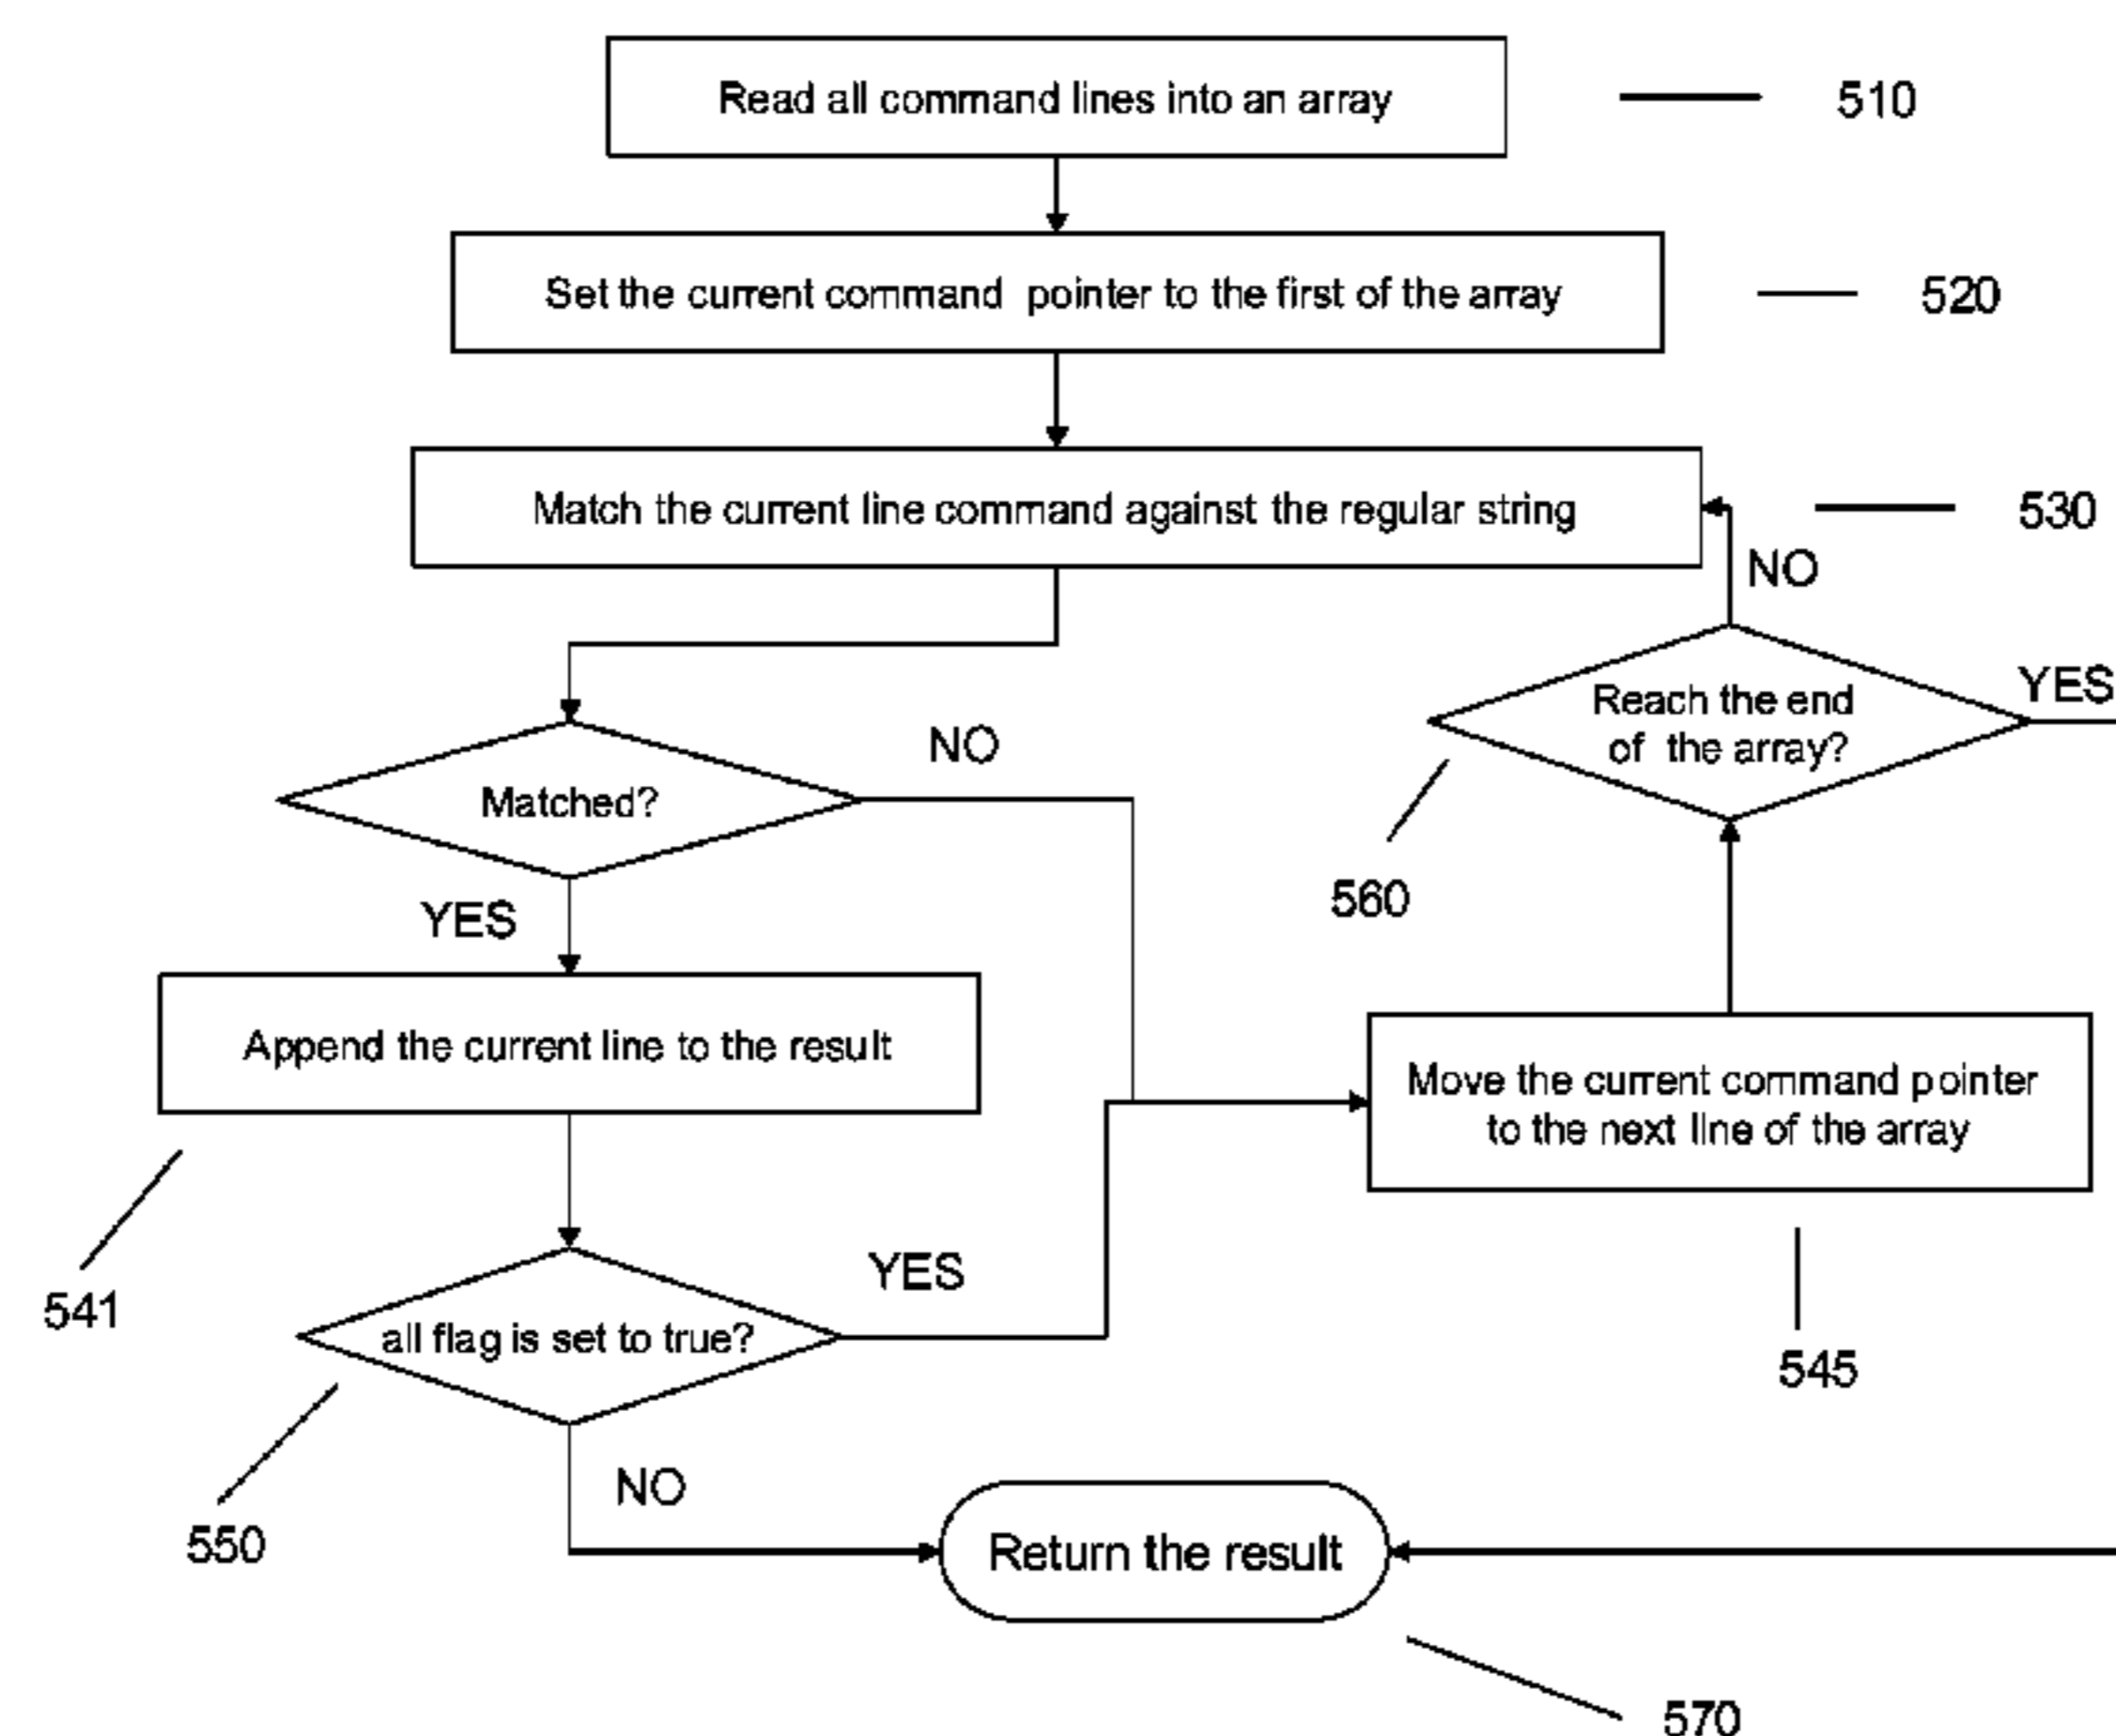 Read all command lines into an array
510
Set the current command pointer to the first of the array
520
Match the current line command against the regular string
530
NO
Reach the end
of the array?
YES
560
Matched?
NO
YES
Append the current line to the result
541
Move the current command pointer
to the next line of the array
545
all flag is set to true?
YES
550
NO
Return the result
570